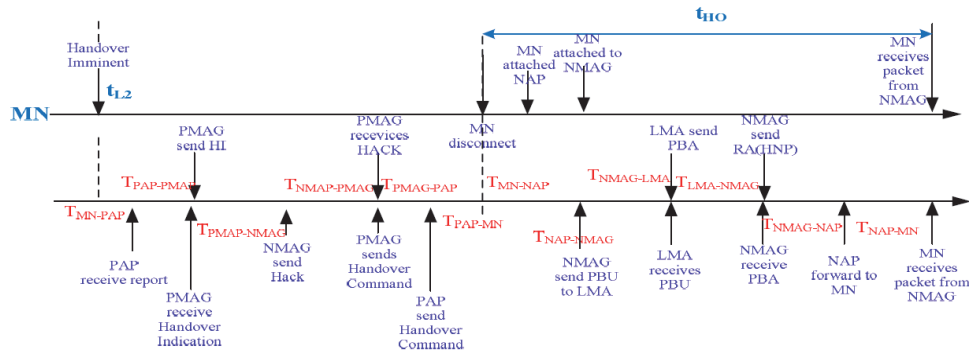 tHO
Handover
Imminent
tL2
MN
attached
NAP
MN
attached to
NMAG
MN
receives
packet
from
NMAG
MN
PMAG
send HI
PMAG
recevices
HACK
MN
disconnect
LMA send
PBA
NMAG
send
RA(HNP)
TPAP-PMAP
TNMAP-PMAG
TPMAG-PAP
TMN-NAP
TNMAG-LMA
TLMA-NMAG
TMN-PAP
TPMAP-NMAG
TPAP-MN
TNAP-NMAG
TNMAG-NAP
TNAP-MN
PAP
receive report
PMAG
receive
Handover
Indication
NMAG
send
Hack
PMAG
sends
Handover
Command
PAP
send
Handover
Command
NMAG
send PBU
to LMA
LMA
receives
PBU
NMAG
receive
PBA
NAP
forward to
MN
MN
receives
packet from
NMAG